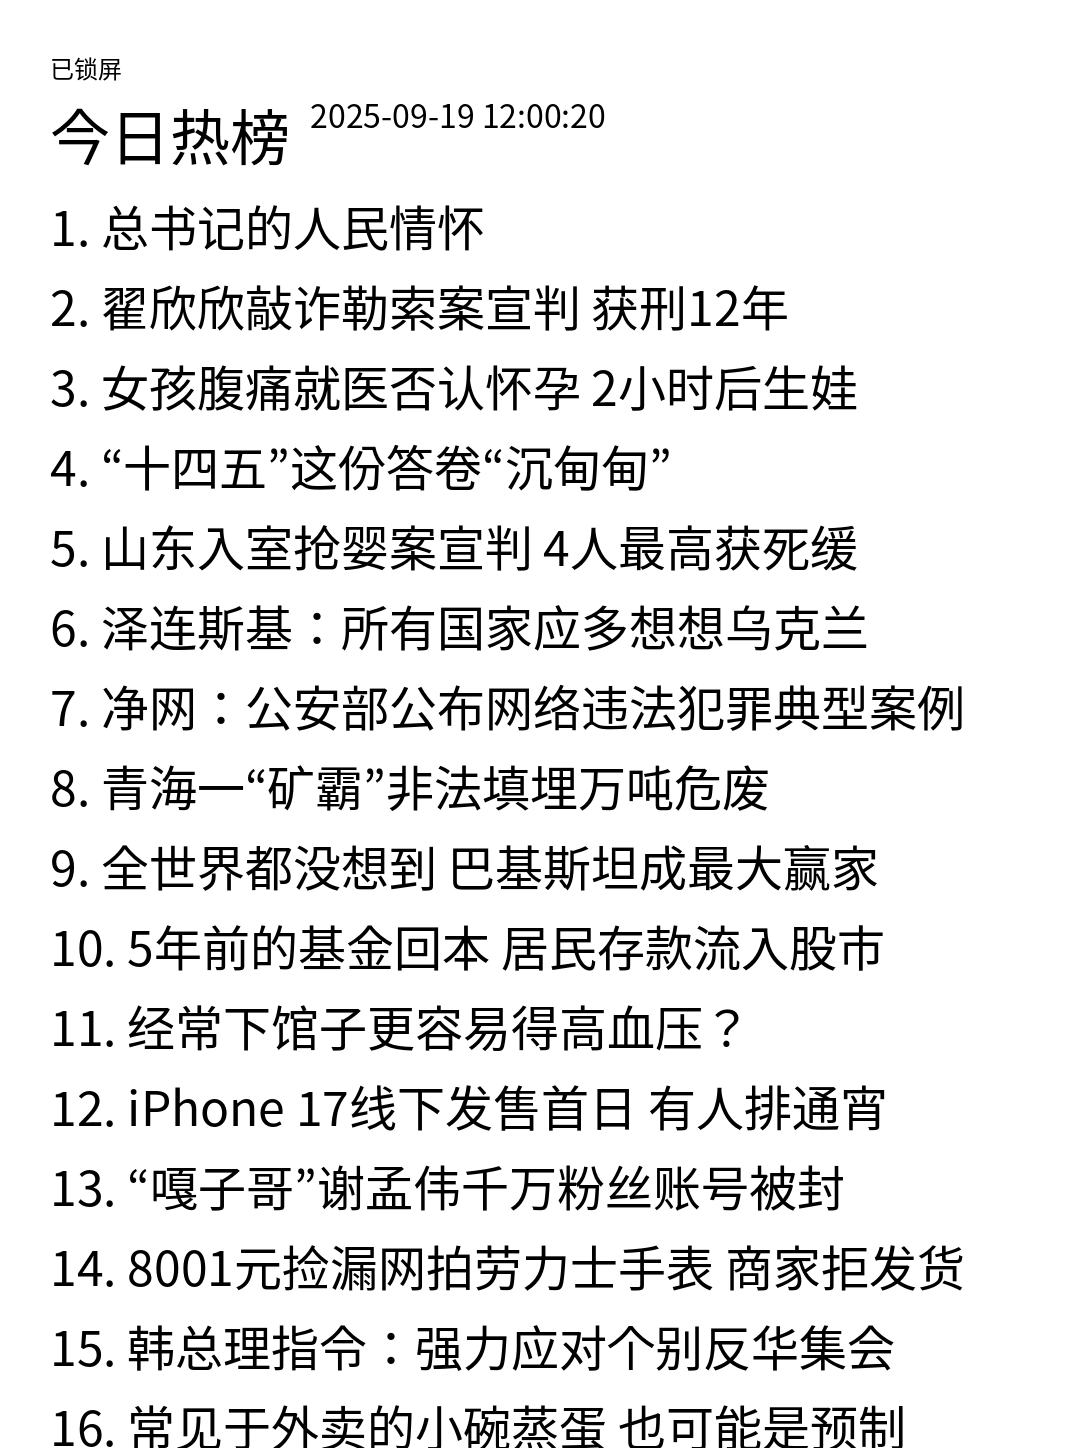 已锁屏
今日热榜 2025-09-19 12:00:20
1. 总书记的人民情怀
2. 翟欣欣敲诈勒索案宣判 获刑12年
3. 女孩腹痛就医否认怀孕 2小时后生娃
4. “十四五”这份答卷“沉甸甸”
5. 山东入室抢婴案宣判 4人最高获死缓
6. 泽连斯基：所有国家应多想想乌克兰
7. 净网：公安部公布网络违法犯罪典型案例
8. 青海一“矿霸”非法填埋万吨危废
9. 全世界都没想到 巴基斯坦成最大赢家
10. 5年前的基金回本 居民存款流入股市
11. 经常下馆子更容易得高血压？
12. iPhone 17线下发售首日 有人排通宵
13. “嘎子哥”谢孟伟千万粉丝账号被封
14. 8001元捡漏网拍劳力士手表 商家拒发货
15. 韩总理指令：强力应对个别反华集会
16. 常见于外卖的小碗蒸蛋 也可能是预制